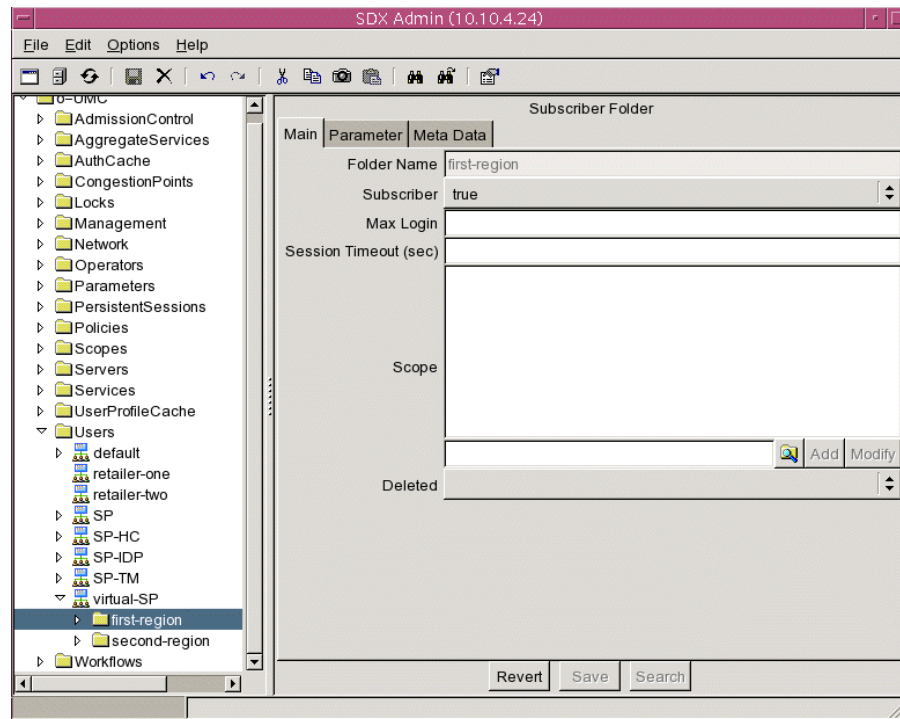 SDX Admin (10.10.4.24)
File Edit Options Help
o=UMC
AdmissionControl
AggregateServices
AuthCache
CongestionPoints
Locks
Management
Network
Operators
Parameters
PersistentSessions
Policies
Scopes
Servers
Services
UserProfileCache
Users
default
retailer-one
retailer-two
SP
SP-HC
SP-IDP
SP-TM
virtual-SP
first-region
second-region
Workflows
Subscriber Folder
Main Parameter Meta Data
Folder Name first-region
Subscriber true
Max Login
Session Timeout (sec)
Scope
Add Modify
Deleted
Revert Save Search